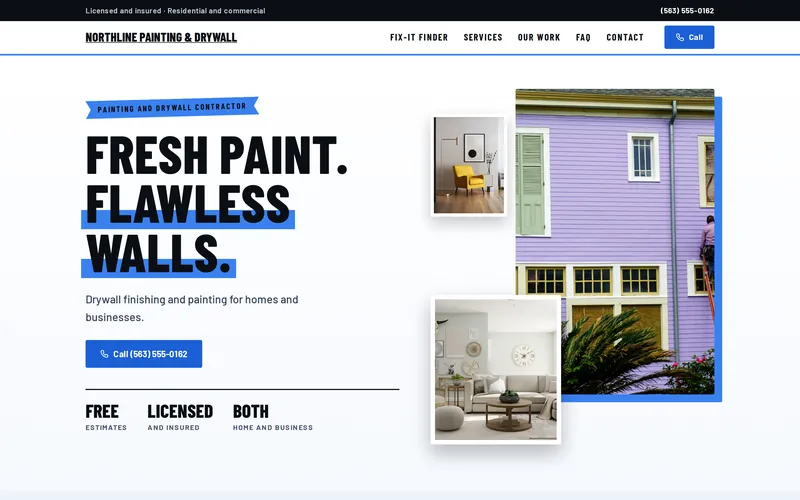 Licensed and insured · Residential and commercial
(563) 555-0162
NORTHLINE PAINTING & DRYWALL
FIX-IT FINDER
SERVICES
OUR WORK
FAQ
CONTACT
Call
PAINTING AND DRYWALL CONTRACTOR
FRESH PAINT.
FLAWLESS
WALLS.
Drywall finishing and painting for homes and
businesses.
Call (563) 555-0162
FREE
ESTIMATES
LICENSED
AND INSURED
BOTH
HOME AND BUSINESS